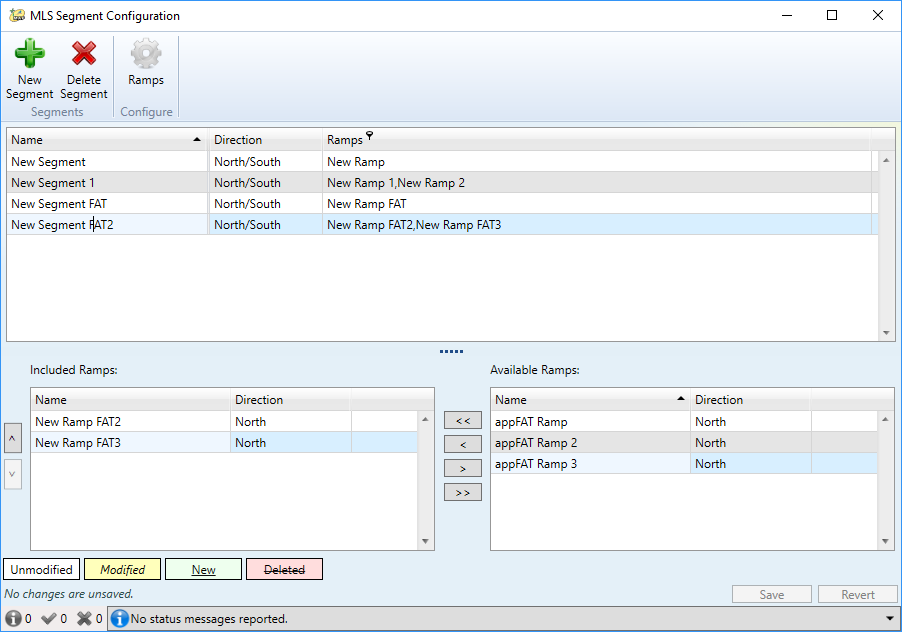 MLS Segment Configuration
New Segment
Delete Segment
Ramps
Segments
Configure
Name Direction Ramps
New Segment North/South New Ramp
New Segment 1 North/South New Ramp 1,New Ramp 2
New Segment FAT North/South New Ramp FAT
New Segment FAT2 North/South New Ramp FAT2,New Ramp FAT3
Included Ramps:
Name Direction
New Ramp FAT2 North
New Ramp FAT3 North
<<
<
>
>>
Available Ramps:
Name Direction
appFAT Ramp North
appFAT Ramp 2 North
appFAT Ramp 3 North
Unmodified Modified New Deleted
No changes are unsaved.
Save Revert
0 0 0 No status messages reported.